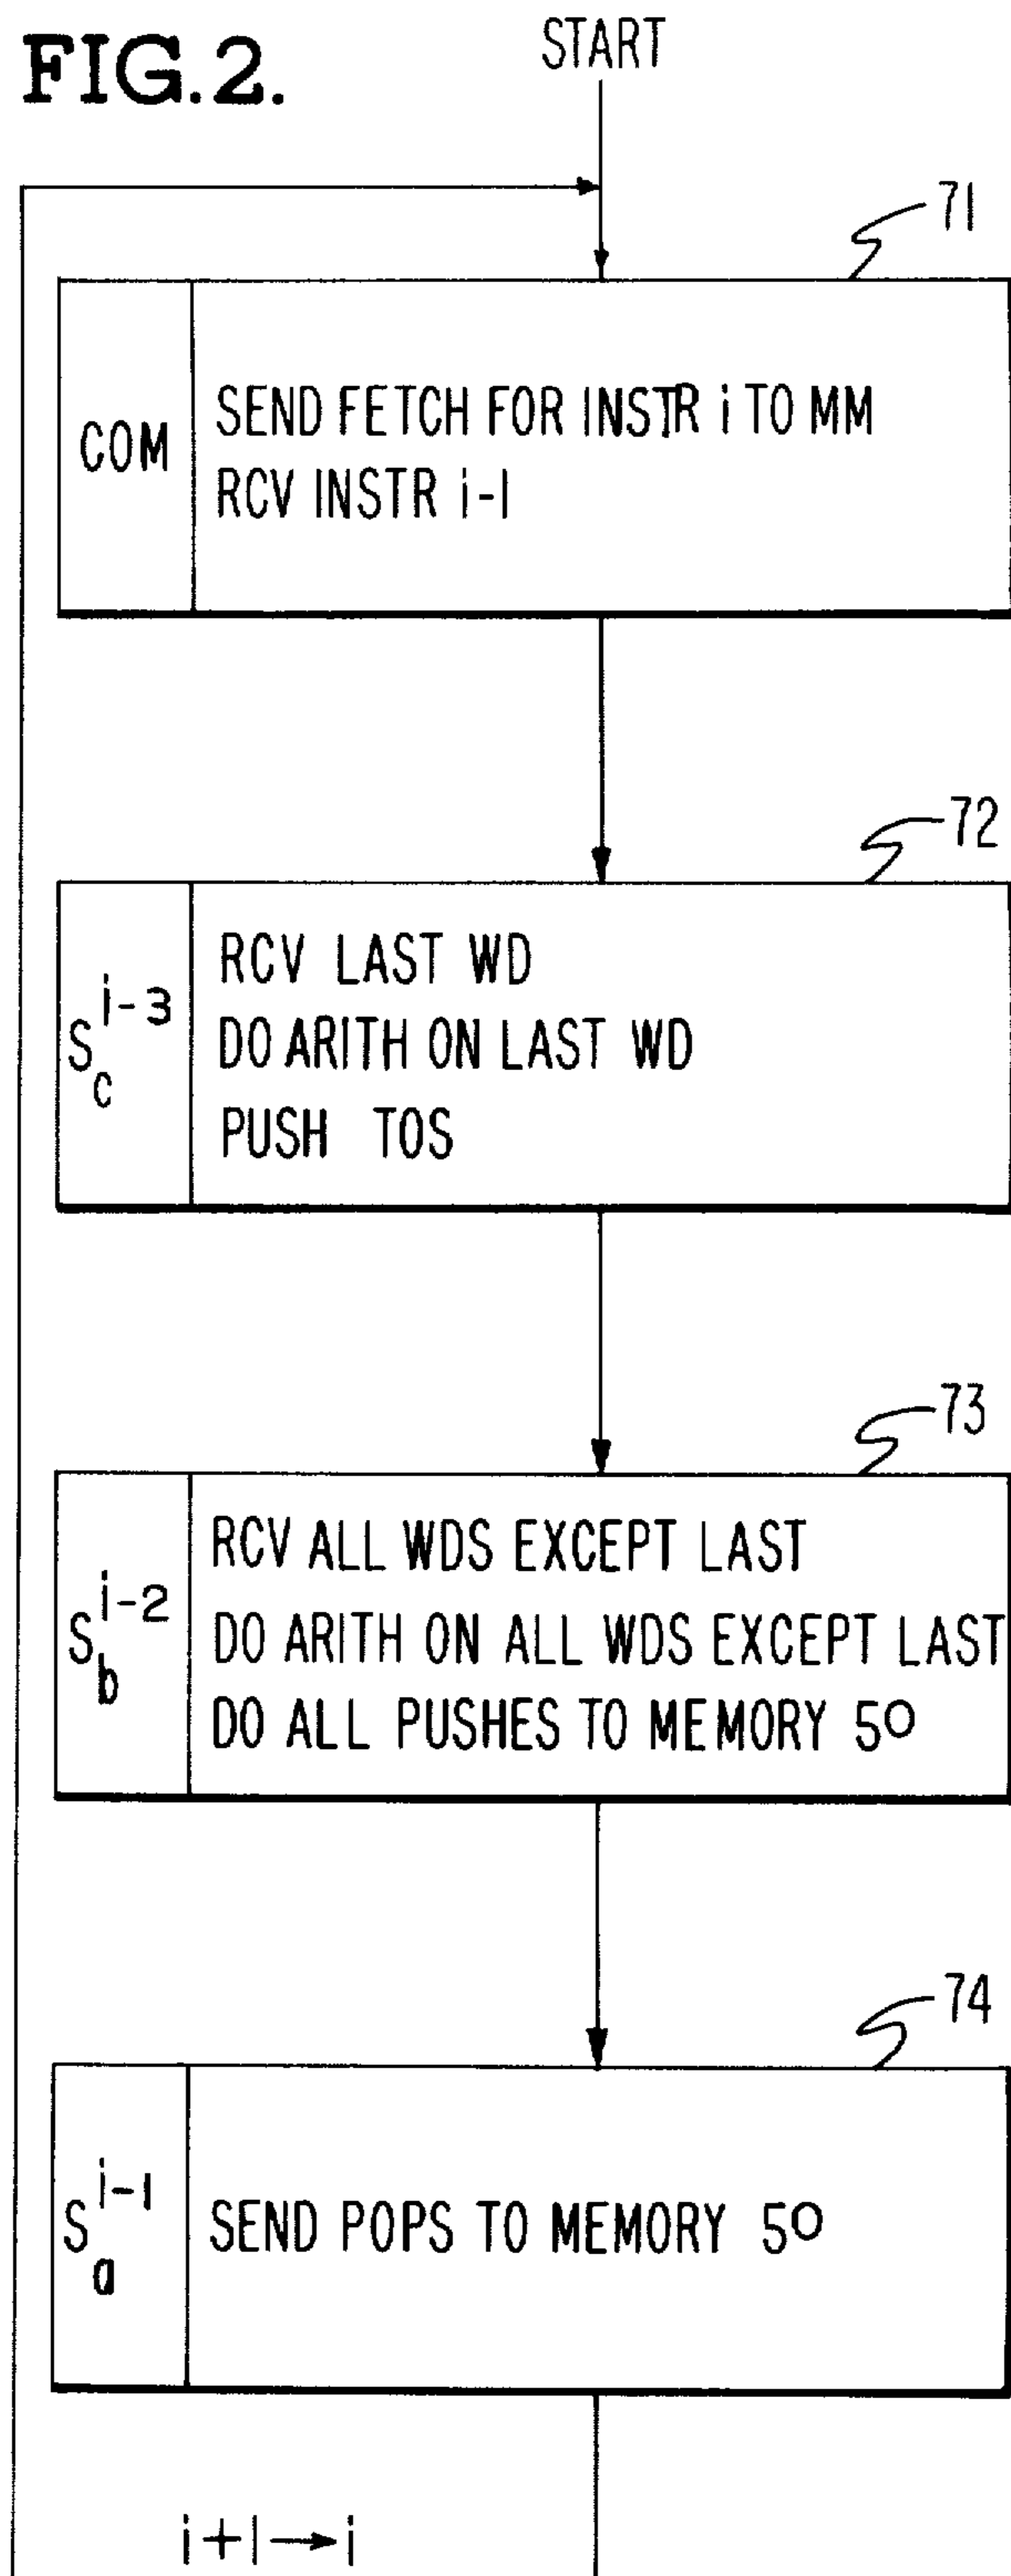 FIG.2.
START
71
COM
SEND FETCH FOR INSTR i TO MM
RCV INSTR i-1
72
S_c^{i-3}
RCV LAST WD
DO ARITH ON LAST WD
PUSH TOS
73
S_b^{i-2}
RCV ALL WDS EXCEPT LAST
DO ARITH ON ALL WDS EXCEPT LAST
DO ALL PUSHES TO MEMORY 50
74
S_a^{i-1}
SEND POPS TO MEMORY 50
i+1→i